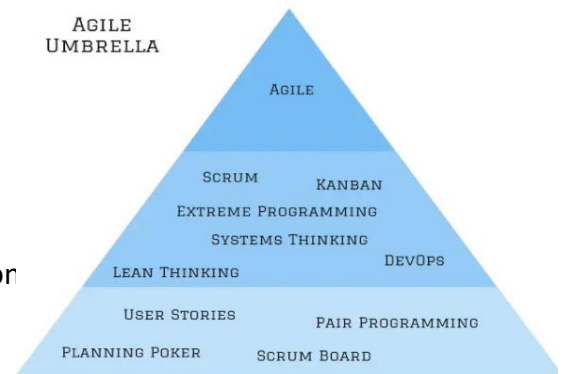 Agile
Umbrella
Agile
Scrum
Kanban
Extreme Programming
Systems Thinking
DevOps
Lean Thinking
on
User Stories
Pair Programming
Planning Poker
Scrum Board